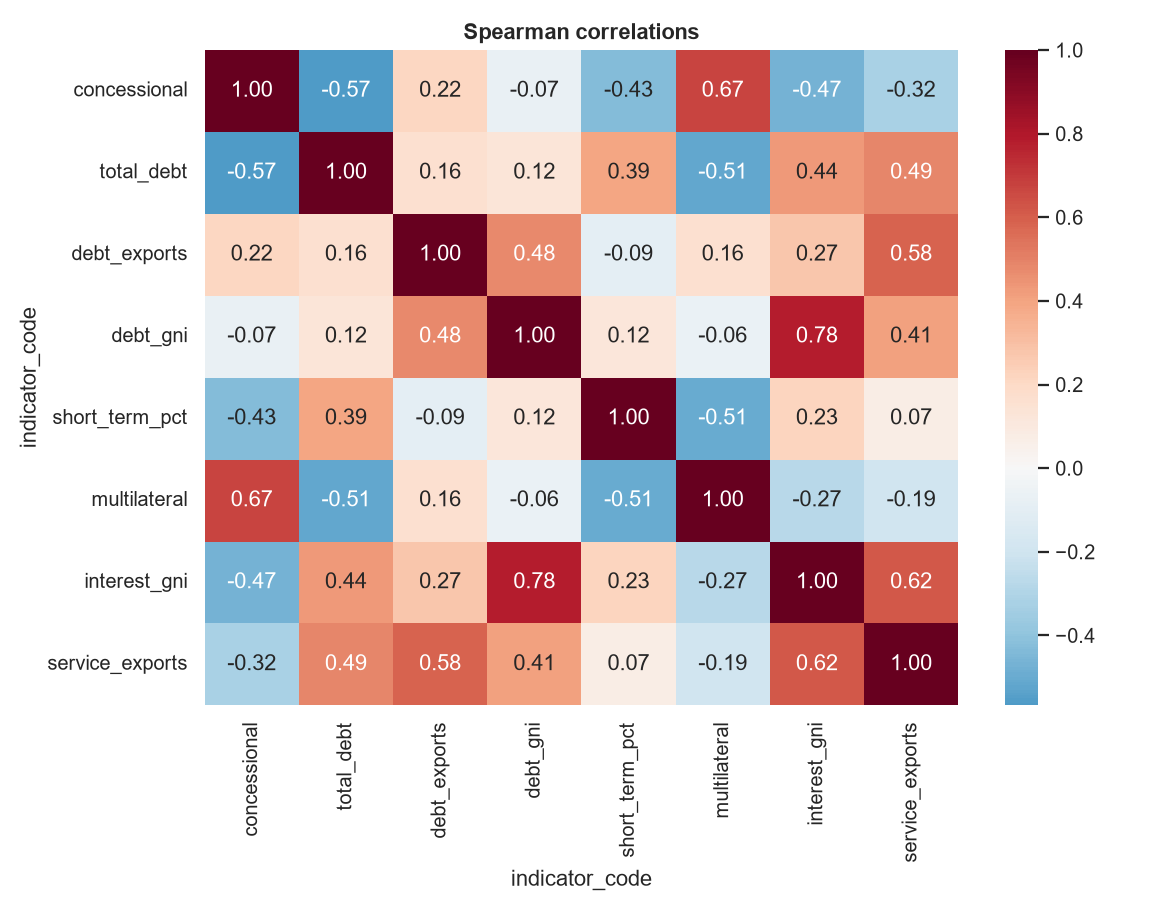 Spearman correlations
concessional 1.00 -0.57 0.22 -0.07 -0.43 0.67 -0.47 -0.32
total_debt -0.57 1.00 0.16 0.12 0.39 -0.51 0.44 0.49
debt_exports 0.22 0.16 1.00 0.48 -0.09 0.16 0.27 0.58
debt_gni -0.07 0.12 0.48 1.00 0.12 -0.06 0.78 0.41
short_term_pct -0.43 0.39 -0.09 0.12 1.00 -0.51 0.23 0.07
multilateral 0.67 -0.51 0.16 -0.06 -0.51 1.00 -0.27 -0.19
interest_gni -0.47 0.44 0.27 0.78 0.23 -0.27 1.00 0.62
service_exports -0.32 0.49 0.58 0.41 0.07 -0.19 0.62 1.00
indicator_code
concessional total_debt debt_exports debt_gni short_term_pct multilateral interest_gni service_exports
indicator_code
1.0
0.8
0.6
0.4
0.2
0.0
−0.2
−0.4